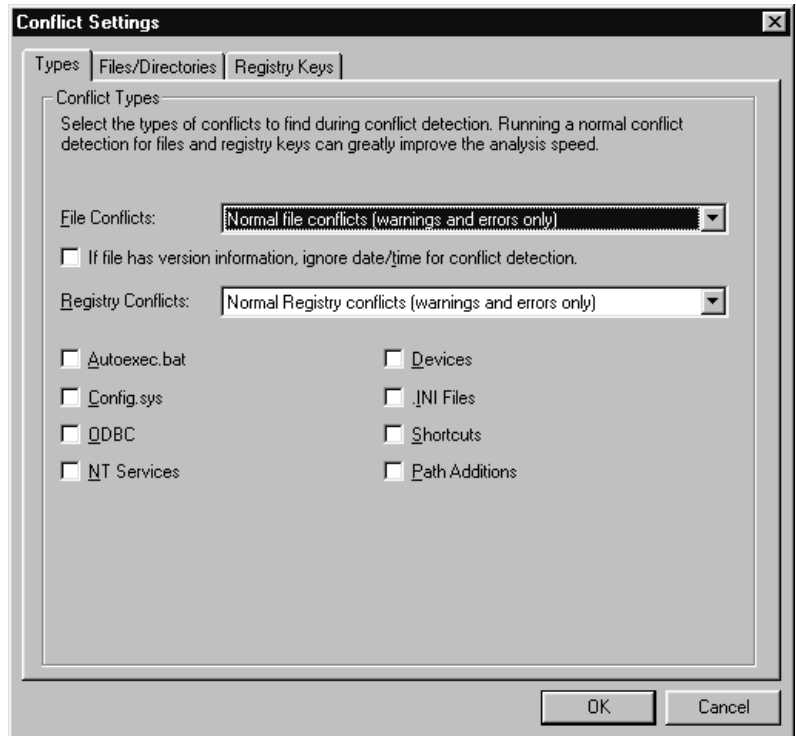 Conflict Settings
Types Files/Directories Registry Keys
Conflict Types
Select the types of conflicts to find during conflict detection. Running a normal conflict
detection for files and registry keys can greatly improve the analysis speed.
File Conflicts: Normal file conflicts (warnings and errors only)
If file has version information, ignore date/time for conflict detection.
Registry Conflicts: Normal Registry conflicts (warnings and errors only)
Autoexec.bat Devices
Config.sys .INI Files
ODBC Shortcuts
NT Services Path Additions
OK Cancel